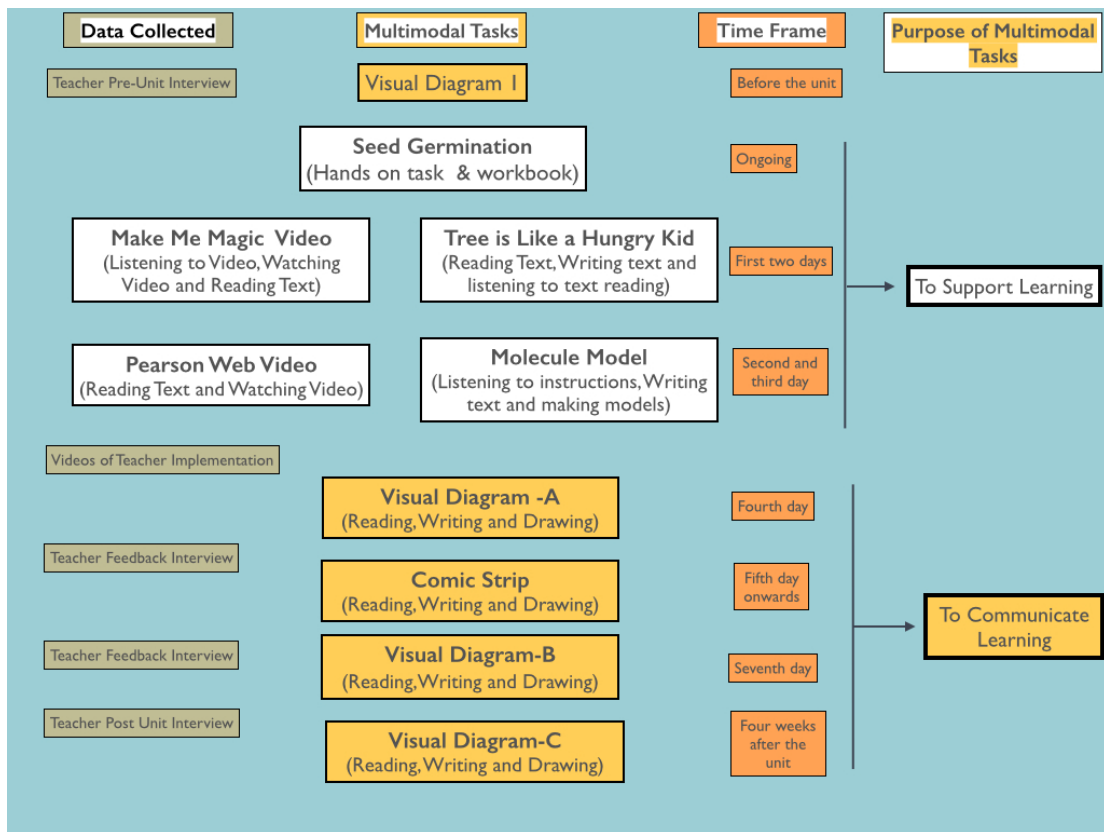 Data Collected
Multimodal Tasks
Time Frame
Purpose of Multimodal
Tasks
Teacher Pre-Unit Interview
Visual Diagram 1
Before the unit
Seed Germination
(Hands on task & workbook)
Ongoing
Make Me Magic Video
(Listening to Video, Watching
Video and Reading Text)
Tree is Like a Hungry Kid
(Reading Text, Writing text and
listening to text reading)
First two days
To Support Learning
Pearson Web Video
(Reading Text and Watching Video)
Molecule Model
(Listening to instructions, Writing
text and making models)
Second and
third day
Videos of Teacher Implementation
Visual Diagram -A
(Reading, Writing and Drawing)
Fourth day
Teacher Feedback Interview
Comic Strip
(Reading, Writing and Drawing)
Fifth day
onwards
To Communicate
Learning
Teacher Feedback Interview
Visual Diagram-B
(Reading, Writing and Drawing)
Seventh day
Teacher Post Unit Interview
Visual Diagram-C
(Reading, Writing and Drawing)
Four weeks
after the
unit